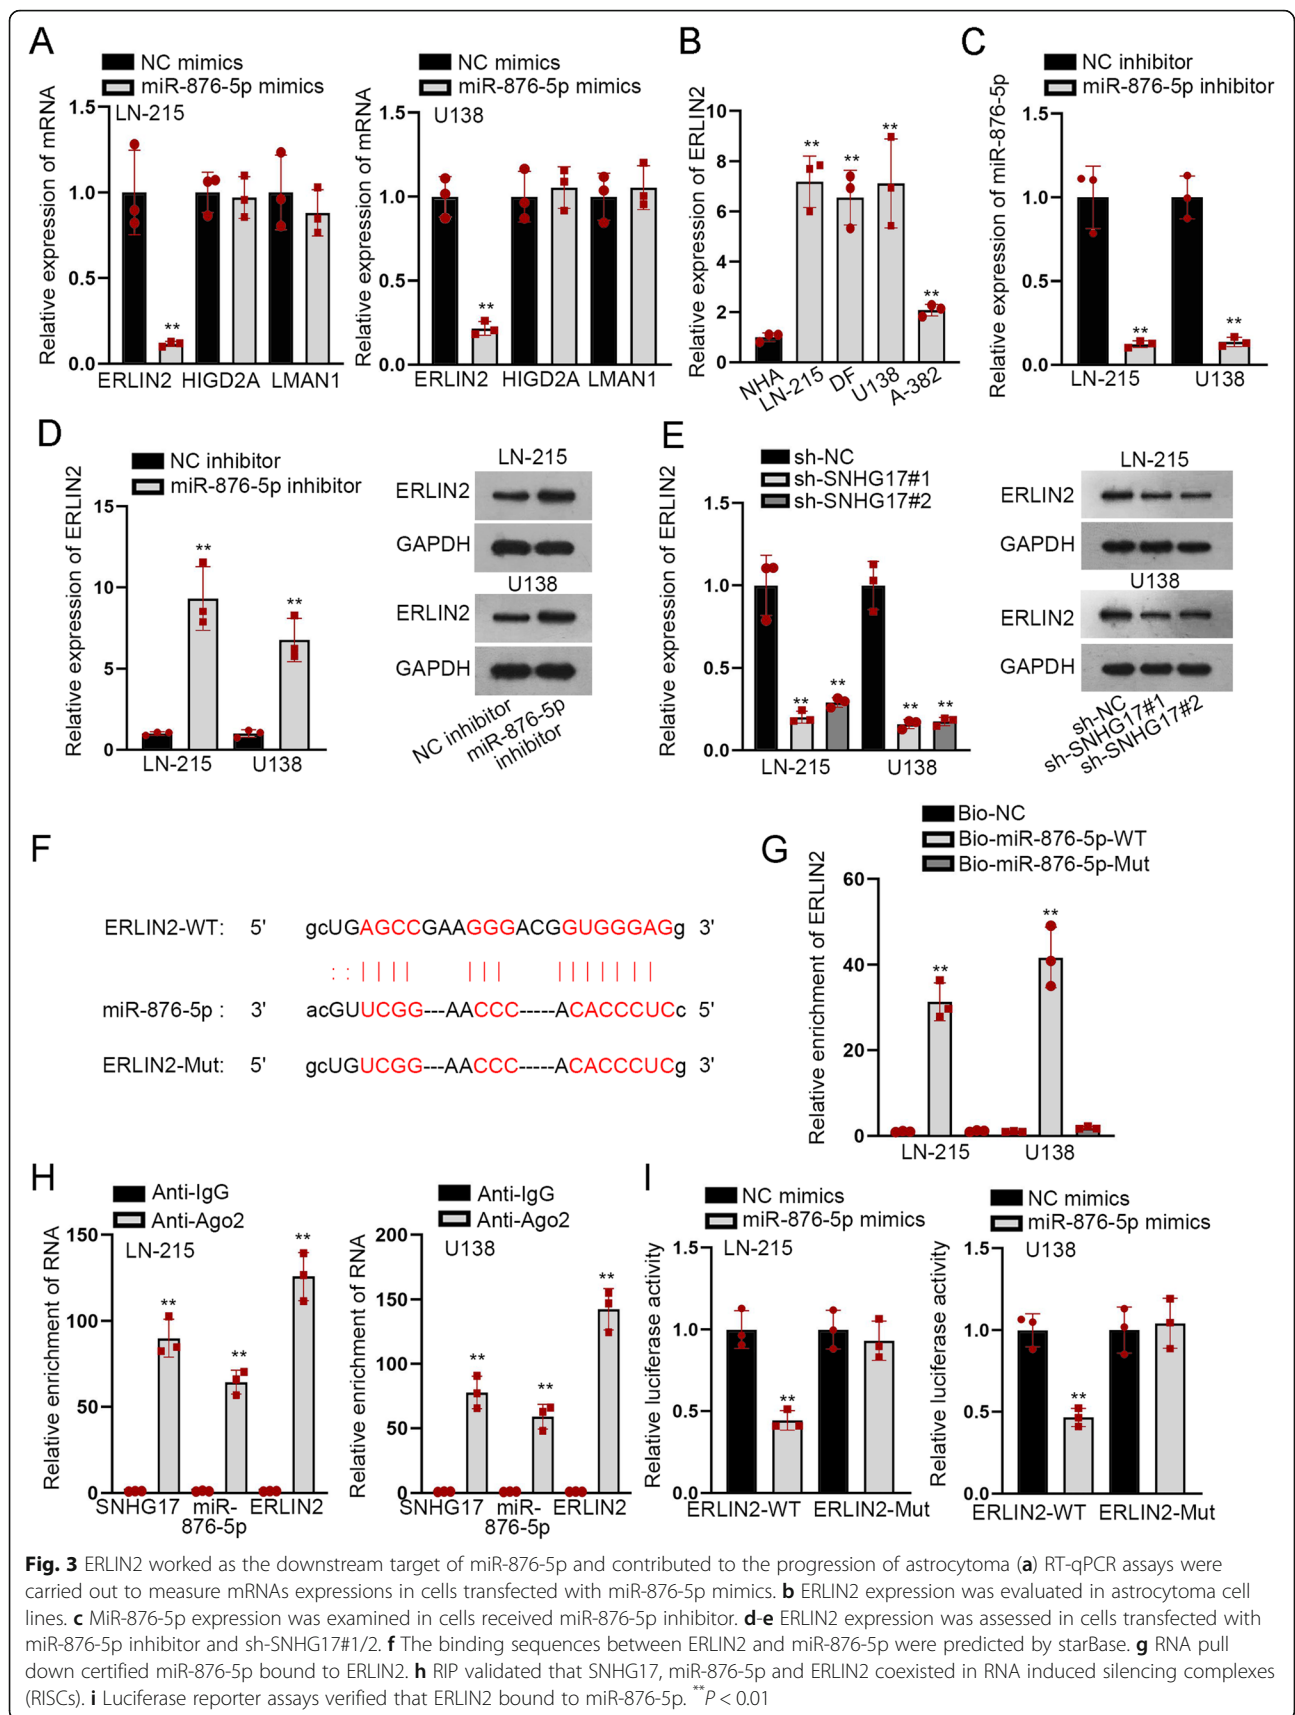 A
NC mimics
miR-876-5p mimics
LN-215
Relative expression of mRNA
1.5
1.0
0.5
0.0
**
ERLIN2 HIGD2A LMAN1
NC mimics
miR-876-5p mimics
U138
Relative expression of mRNA
1.5
1.0
0.5
0.0
**
ERLIN2 HIGD2A LMAN1
B
Relative expression of ERLIN2
10
8
6
4
2
0
** ** ** **
NHA LN-215 DF U138 A-382
C
NC inhibitor
miR-876-5p inhibitor
Relative expression of miR-876-5p
1.5
1.0
0.5
0.0
** **
LN-215 U138
D
NC inhibitor
miR-876-5p inhibitor
Relative expression of ERLIN2
15
10
5
0
** **
LN-215 U138
LN-215
ERLIN2
GAPDH
U138
ERLIN2
GAPDH
NC inhibitor
miR-876-5p
inhibitor
E
sh-NC
sh-SNHG17#1
sh-SNHG17#2
Relative expression of ERLIN2
1.5
1.0
0.5
0.0
** ** ** **
LN-215 U138
LN-215
ERLIN2
GAPDH
U138
ERLIN2
GAPDH
sh-NC
sh-SNHG17#1
sh-SNHG17#2
F
ERLIN2-WT: 5' gcUGAGCCGAAGGGACGGUGGGAGg 3'
: : | | | | | | | | | | | | | |
miR-876-5p : 3' acGUUCGG---AACCC-----ACACCCUCc 5'
ERLIN2-Mut: 5' gcUGUCGG---AACCC-----ACACCCUCg 3'
G
Bio-NC
Bio-miR-876-5p-WT
Bio-miR-876-5p-Mut
Relative enrichment of ERLIN2
60
40
20
0
** **
LN-215 U138
H
Anti-IgG
Anti-Ago2
LN-215
Relative enrichment of RNA
150
100
50
0
** ** **
SNHG17 miR- ERLIN2
876-5p
Anti-IgG
Anti-Ago2
U138
Relative enrichment of RNA
200
150
100
50
0
** ** **
SNHG17 miR- ERLIN2
876-5p
I
NC mimics
miR-876-5p mimics
LN-215
Relative luciferase activity
1.5
1.0
0.5
0.0
**
ERLIN2-WT ERLIN2-Mut
NC mimics
miR-876-5p mimics
U138
Relative luciferase activity
1.5
1.0
0.5
0.0
**
ERLIN2-WT ERLIN2-Mut
Fig. 3 ERLIN2 worked as the downstream target of miR-876-5p and contributed to the progression of astrocytoma (a) RT-qPCR assays were
carried out to measure mRNAs expressions in cells transfected with miR-876-5p mimics. b ERLIN2 expression was evaluated in astrocytoma cell
lines. c MiR-876-5p expression was examined in cells received miR-876-5p inhibitor. d-e ERLIN2 expression was assessed in cells transfected with
miR-876-5p inhibitor and sh-SNHG17#1/2. f The binding sequences between ERLIN2 and miR-876-5p were predicted by starBase. g RNA pull
down certified miR-876-5p bound to ERLIN2. h RIP validated that SNHG17, miR-876-5p and ERLIN2 coexisted in RNA induced silencing complexes
(RISCs). i Luciferase reporter assays verified that ERLIN2 bound to miR-876-5p. **P < 0.01